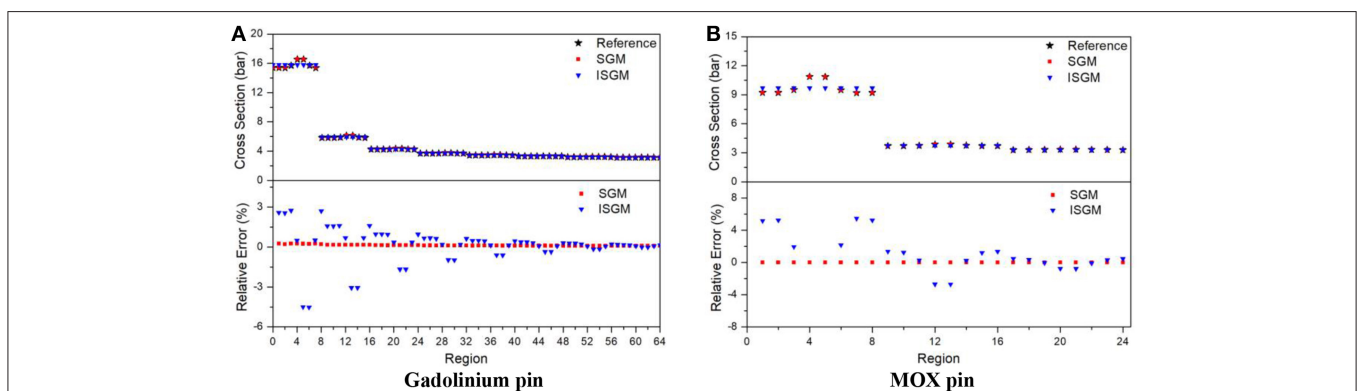 A
Cross Section (bar)
20
16
12
8
4
0
Reference
SGM
ISGM
Relative Error (%)
3
0
-3
-6
SGM
ISGM
0 4 8 12 16 20 24 28 32 36 40 44 48 52 56 60 64
Region
Gadolinium pin
B
Cross Section (bar)
15
12
9
6
3
0
Reference
SGM
ISGM
Relative Error (%)
8
4
0
-4
-8
SGM
ISGM
0 4 8 12 16 20 24
Region
MOX pin